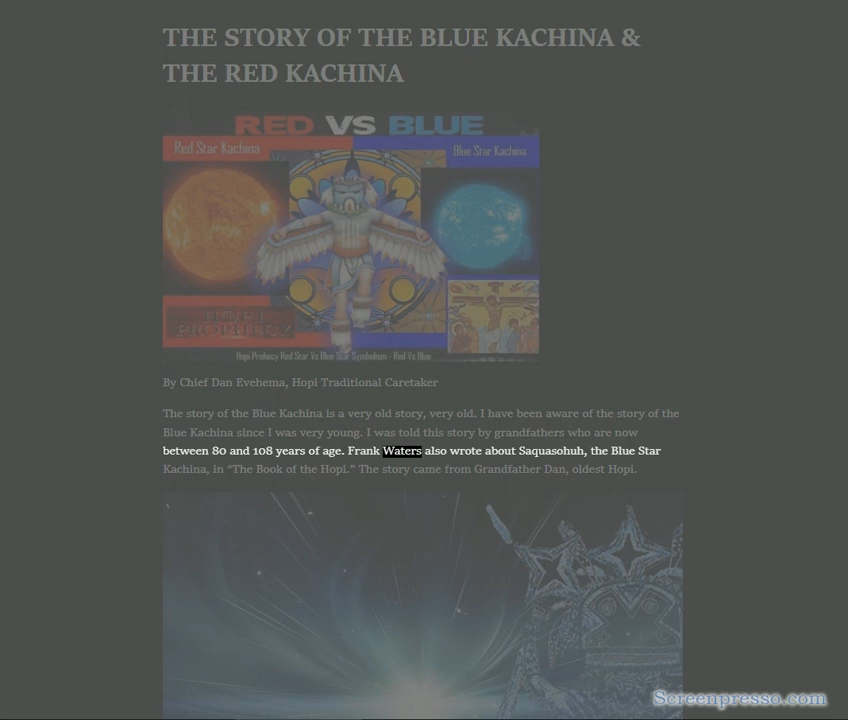 THE STORY OF THE BLUE KACHINA &
THE RED KACHINA
RED VS BLUE
Red Star Kachina
Blue Star Kachina
HOPI
PROPHECY
Hopi Prohecy Red Star Vs Blue Star Symbolism - Red Vs Blue
By Chief Dan Evehema, Hopi Traditional Caretaker
The story of the Blue Kachina is a very old story, very old. I have been aware of the story of the
Blue Kachina since I was very young. I was told this story by grandfathers who are now
between 80 and 108 years of age. Frank Waters also wrote about Saquasohuh, the Blue Star
Kachina, in “The Book of the Hopi.” The story came from Grandfather Dan, oldest Hopi.
Screenpresso.com